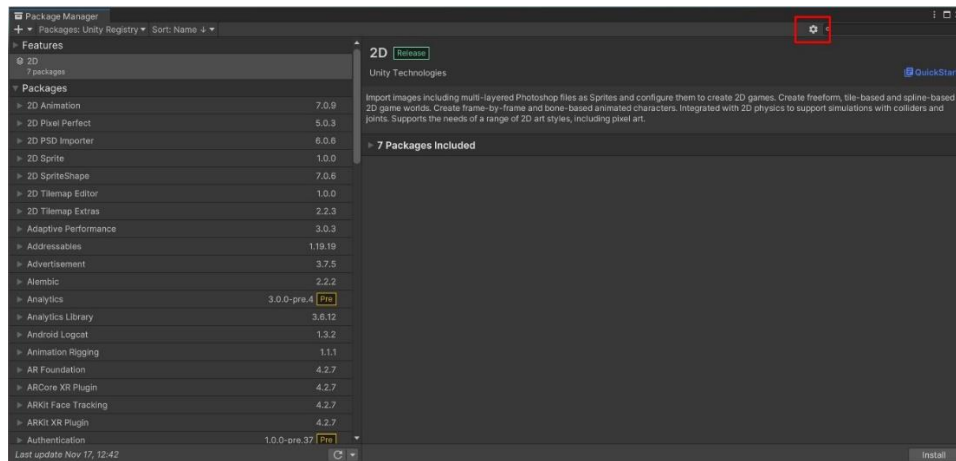 Package Manager
Packages: Unity Registry Sort: Name ↓
Features
2D
7 packages
Packages
2D Animation 7.0.9
2D Pixel Perfect 5.0.3
2D PSD Importer 6.0.6
2D Sprite 1.0.0
2D SpriteShape 7.0.6
2D Tilemap Editor 1.0.0
2D Tilemap Extras 2.2.3
Adaptive Performance 3.0.3
Addressables 1.19.19
Advertisement 3.7.5
Alembic 2.2.2
Analytics 3.0.0-pre.4 Pre
Analytics Library 3.6.12
Android Logcat 1.3.2
Animation Rigging 1.1.1
AR Foundation 4.2.7
ARCore XR Plugin 4.2.7
ARKit Face Tracking 4.2.7
ARKit XR Plugin 4.2.7
Authentication 1.0.0-pre.37 Pre
Last update Nov 17, 12:42
2D Release
Unity Technologies QuickStar
Import images including multi-layered Photoshop files as Sprites and configure them to create 2D games. Create freeform, tile-based and spline-based
2D game worlds. Create frame-by-frame and bone-based animated characters. Integrated with 2D physics to support simulations with colliders and
joints. Supports the needs of a range of 2D art styles, including pixel art.
7 Packages Included
Install